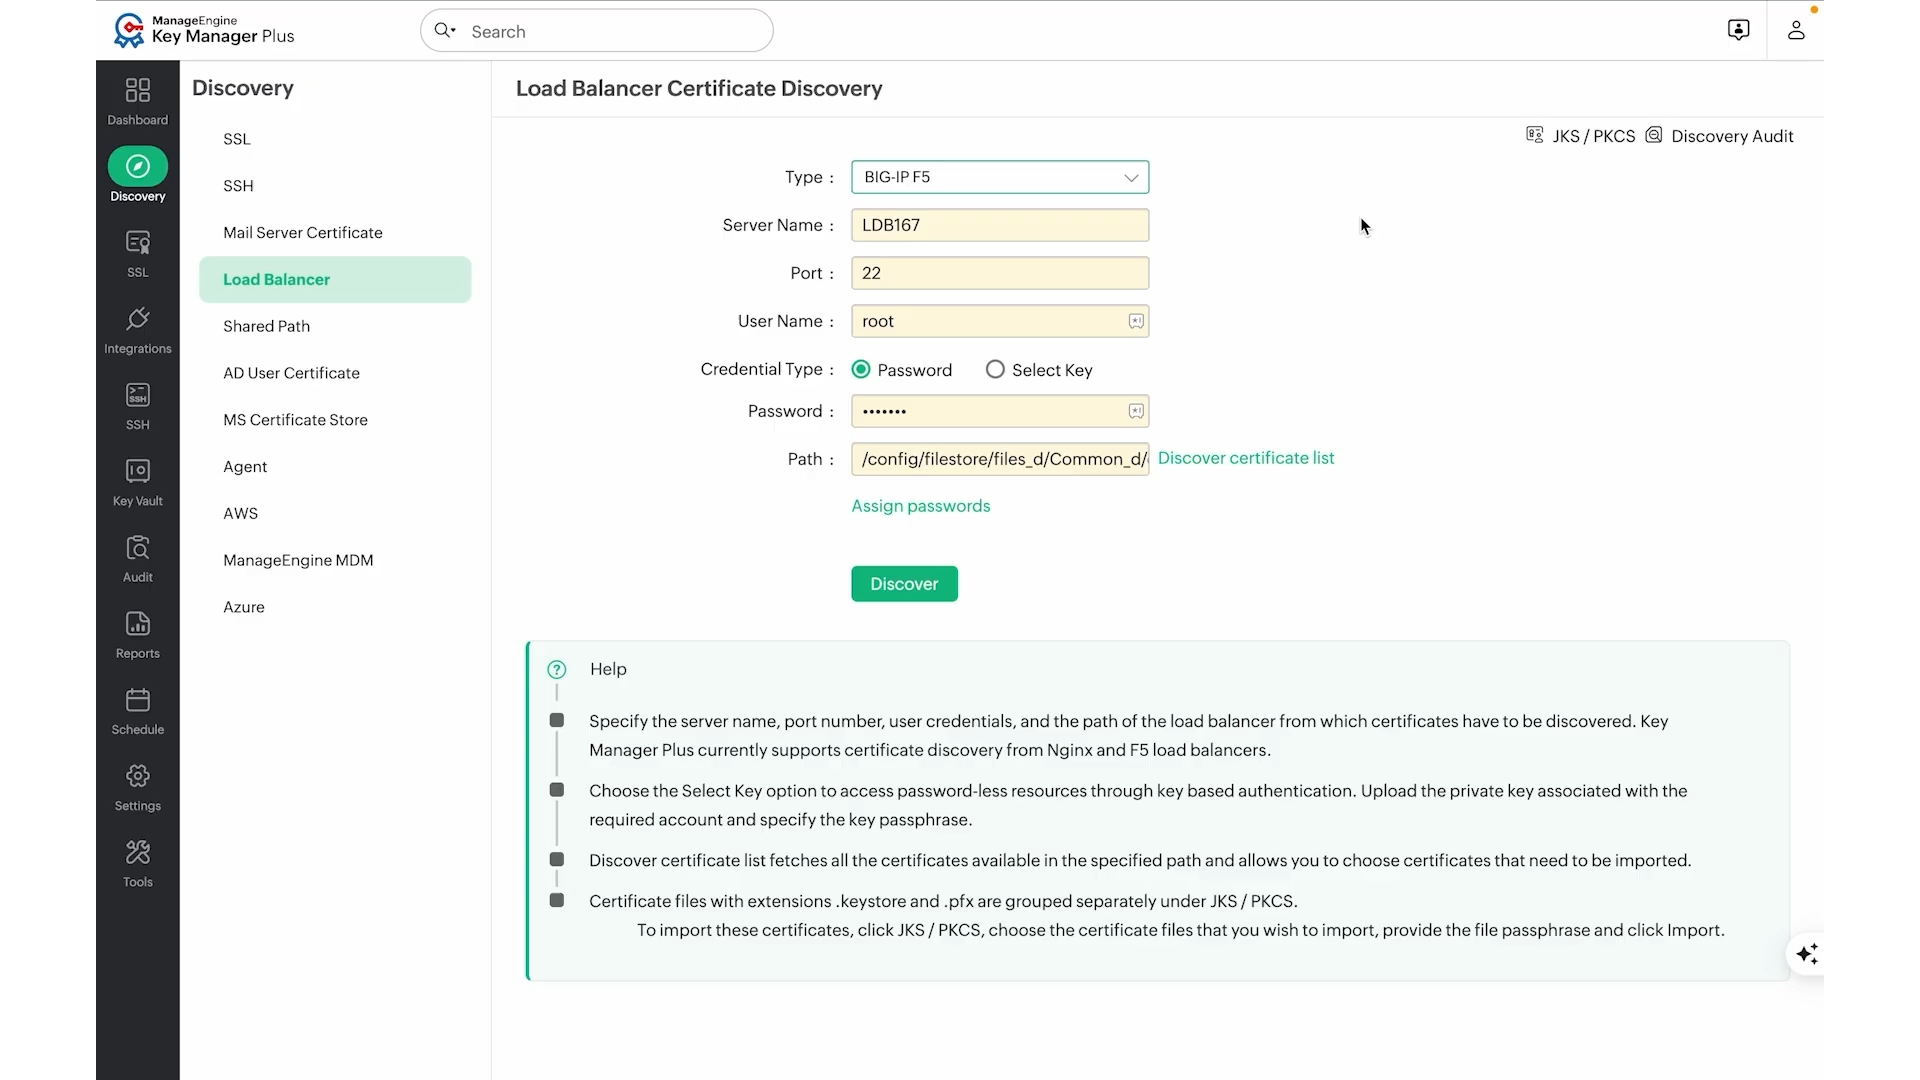 ManageEngine
Key Manager Plus
Search
Dashboard
Discovery
SSL
Integrations
SSH
SSH
Key Vault
Audit
Reports
Schedule
Settings
Tools
Discovery
SSL
SSH
Mail Server Certificate
Load Balancer
Shared Path
AD User Certificate
MS Certificate Store
Agent
AWS
ManageEngine MDM
Azure
Load Balancer Certificate Discovery
JKS / PKCS Discovery Audit
Type : BIG-IP F5
Server Name : LDB167
Port : 22
User Name : root
Credential Type : Password Select Key
Password : •••••••
Path : /config/filestore/files_d/Common_d/ Discover certificate list
Assign passwords
Discover
? Help
Specify the server name, port number, user credentials, and the path of the load balancer from which certificates have to be discovered. Key
Manager Plus currently supports certificate discovery from Nginx and F5 load balancers.
Choose the Select Key option to access password-less resources through key based authentication. Upload the private key associated with the
required account and specify the key passphrase.
Discover certificate list fetches all the certificates available in the specified path and allows you to choose certificates that need to be imported.
Certificate files with extensions .keystore and .pfx are grouped separately under JKS / PKCS.
To import these certificates, click JKS / PKCS, choose the certificate files that you wish to import, provide the file passphrase and click Import.